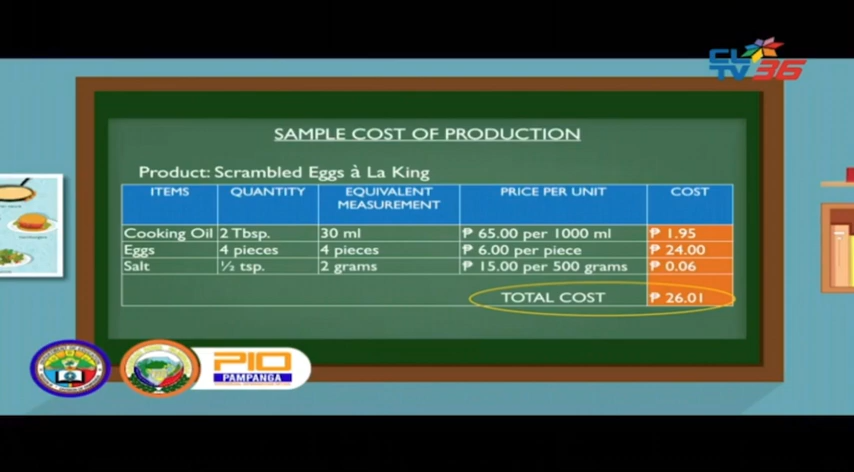 CL
TV36
SAMPLE COST OF PRODUCTION
Product: Scrambled Eggs à La King
ITEMS QUANTITY EQUIVALENT MEASUREMENT PRICE PER UNIT COST
Cooking Oil 2 Tbsp. 30 ml ₱ 65.00 per 1000 ml ₱ 1.95
Eggs 4 pieces 4 pieces ₱ 6.00 per piece ₱ 24.00
Salt ½ tsp. 2 grams ₱ 15.00 per 500 grams ₱ 0.06
TOTAL COST ₱ 26.01
PIO
PAMPANGA